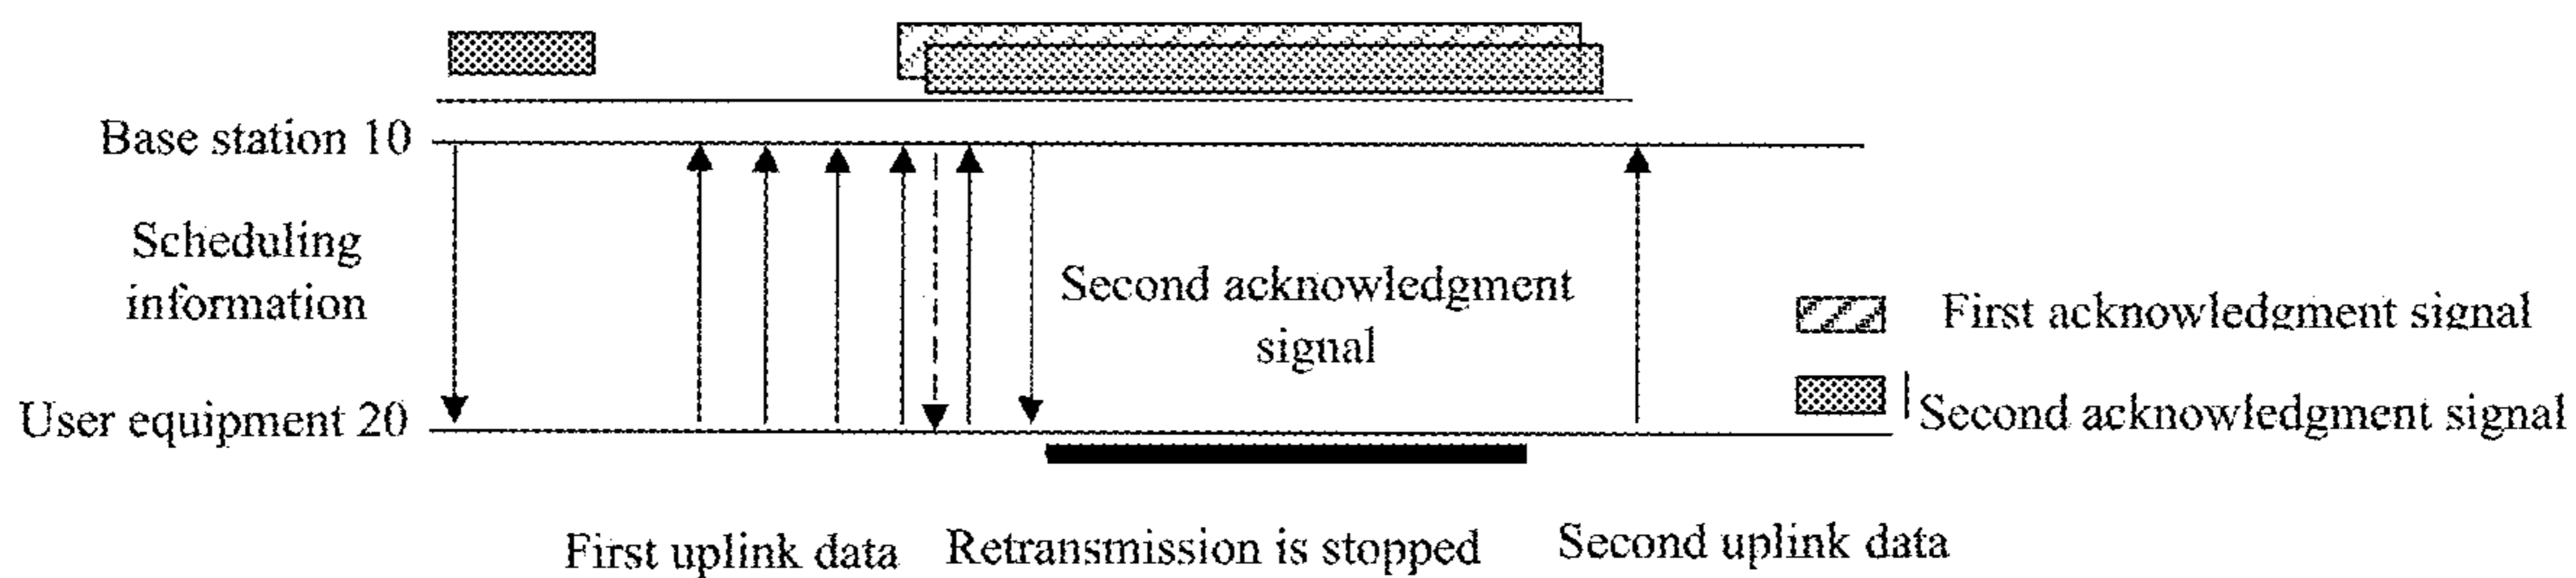 Base station 10
Scheduling
information
Second acknowledgment
signal
First acknowledgment signal
User equipment 20
Second acknowledgment signal
First uplink data
Retransmission is stopped
Second uplink data